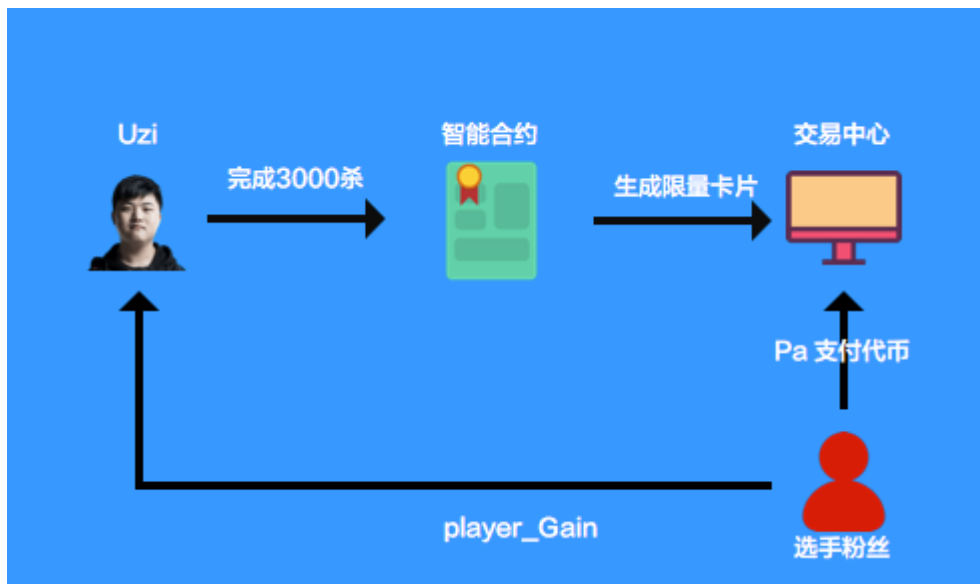 Uzi
智能合约
交易中心
完成3000杀
生成限量卡片
Pa 支付代币
player_Gain
选手粉丝